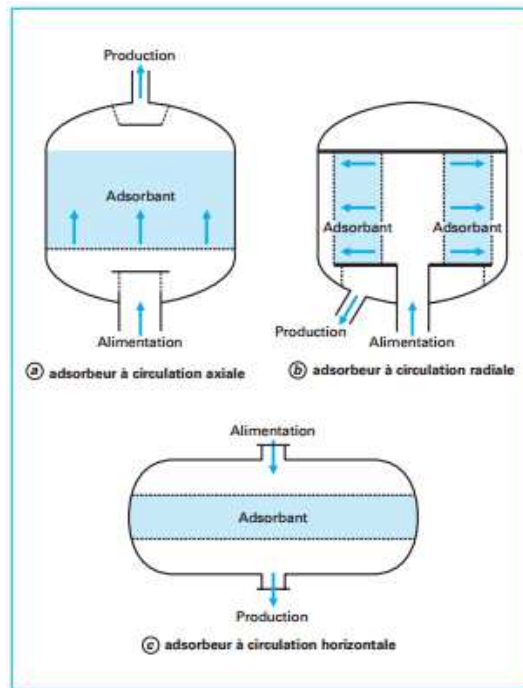 Production
Adsorbant
Alimentation
ⓐ adsorbeur à circulation axiale
Adsorbant Adsorbant
Production
Alimentation
ⓑ adsorbeur à circulation radiale
Alimentation
Adsorbant
Production
ⓒ adsorbeur à circulation horizontale